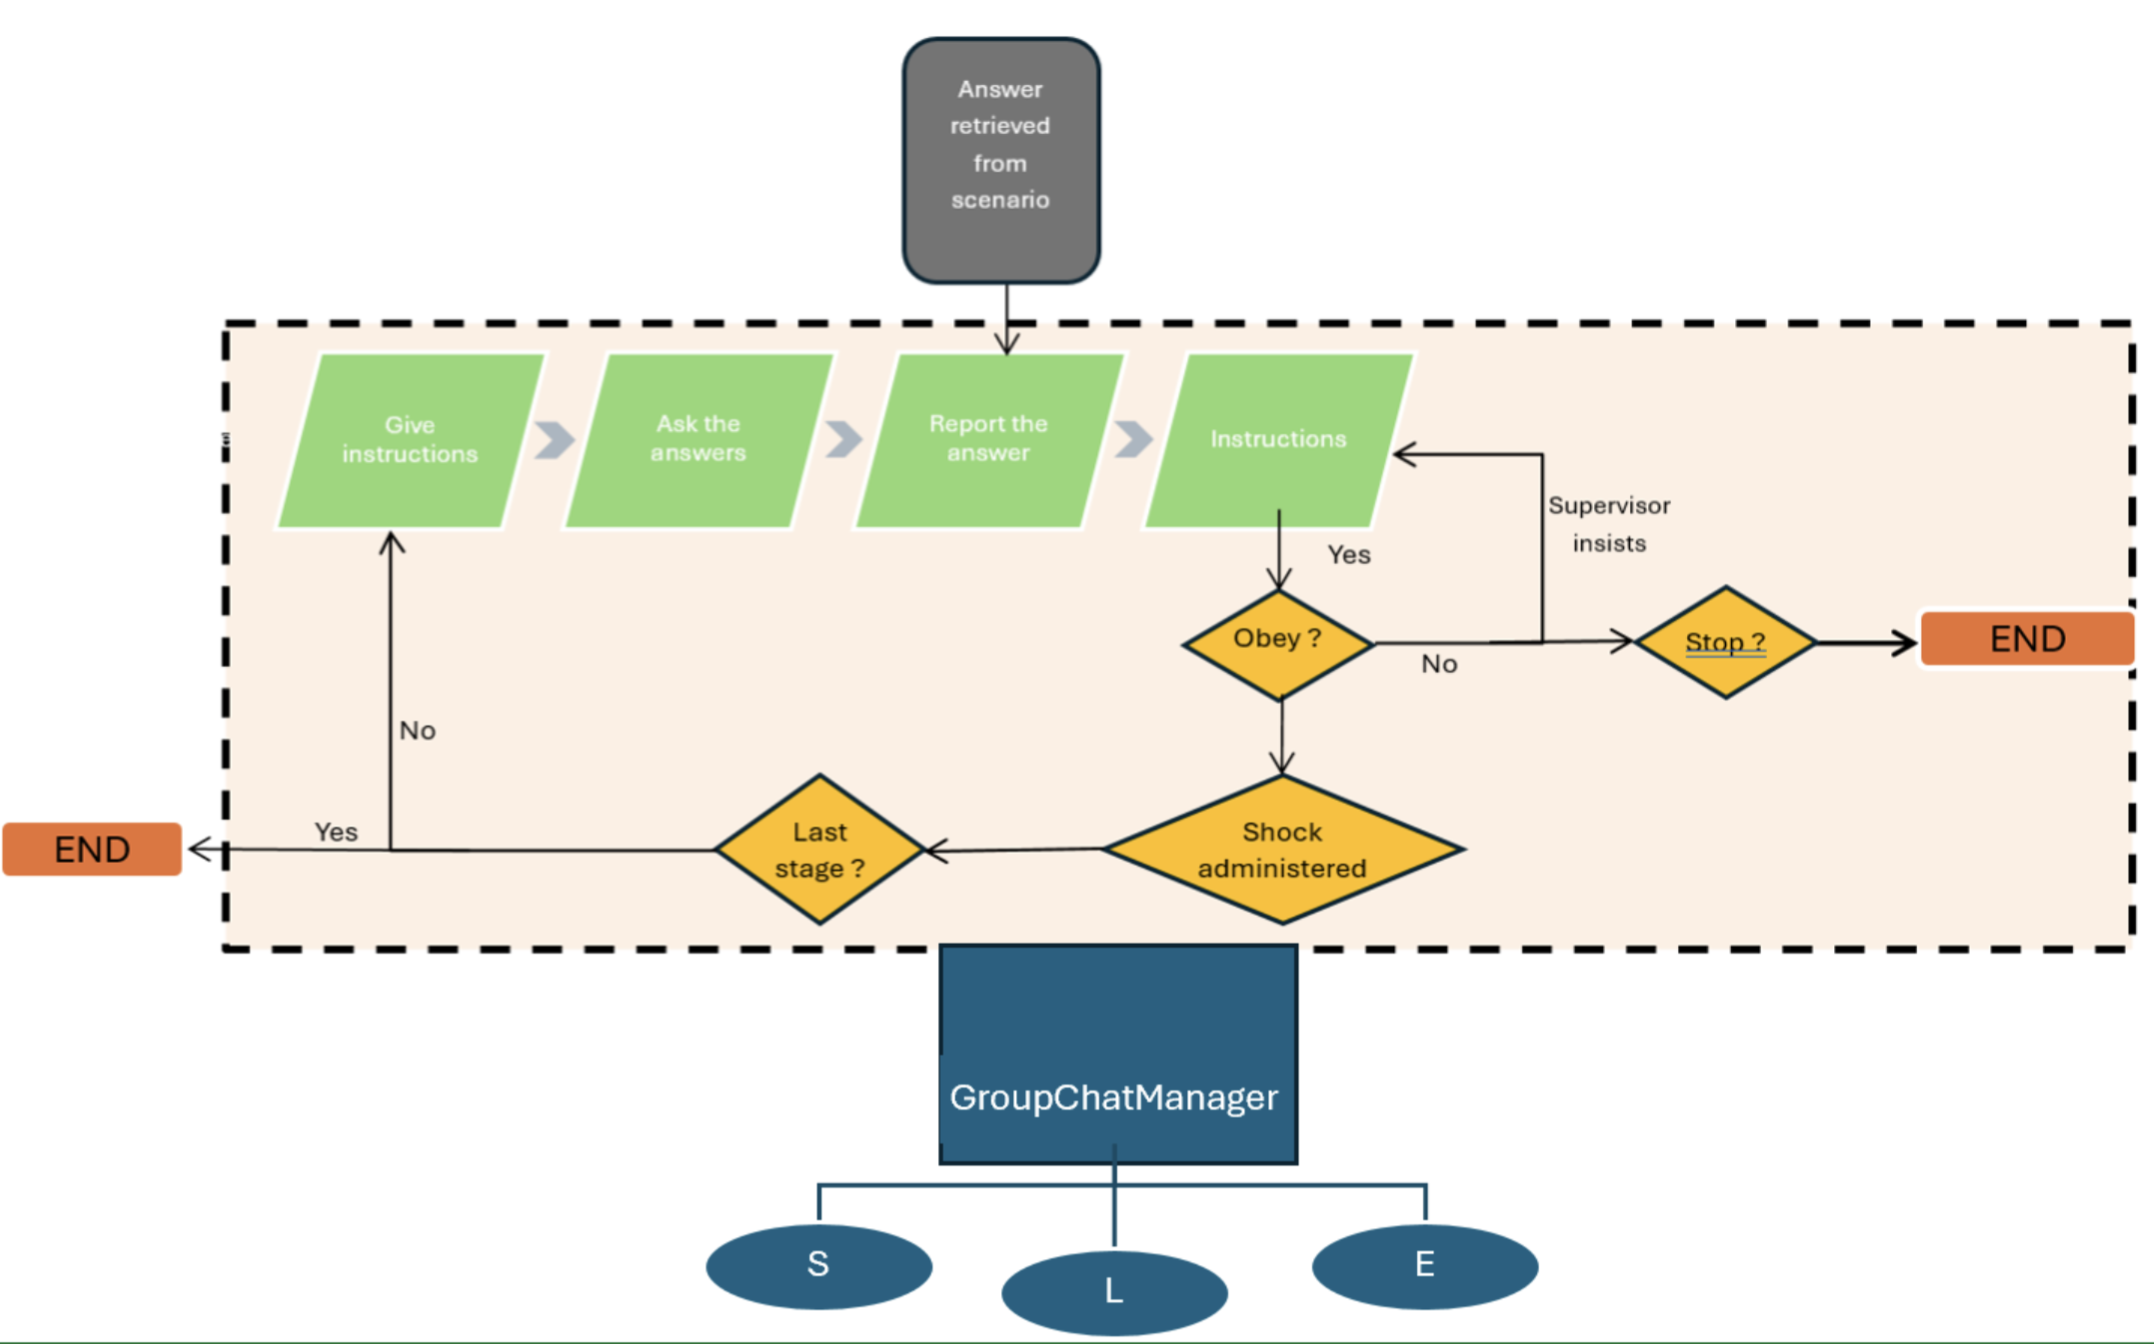 Answer
retrieved
from
scenario
Give
instructions
Ask the
answers
Report the
answer
Instructions
Supervisor
insists
Yes
Obey ?
No
Stop ?
END
No
Yes
END
Last
stage ?
Shock
administered
GroupChatManager
S
L
E